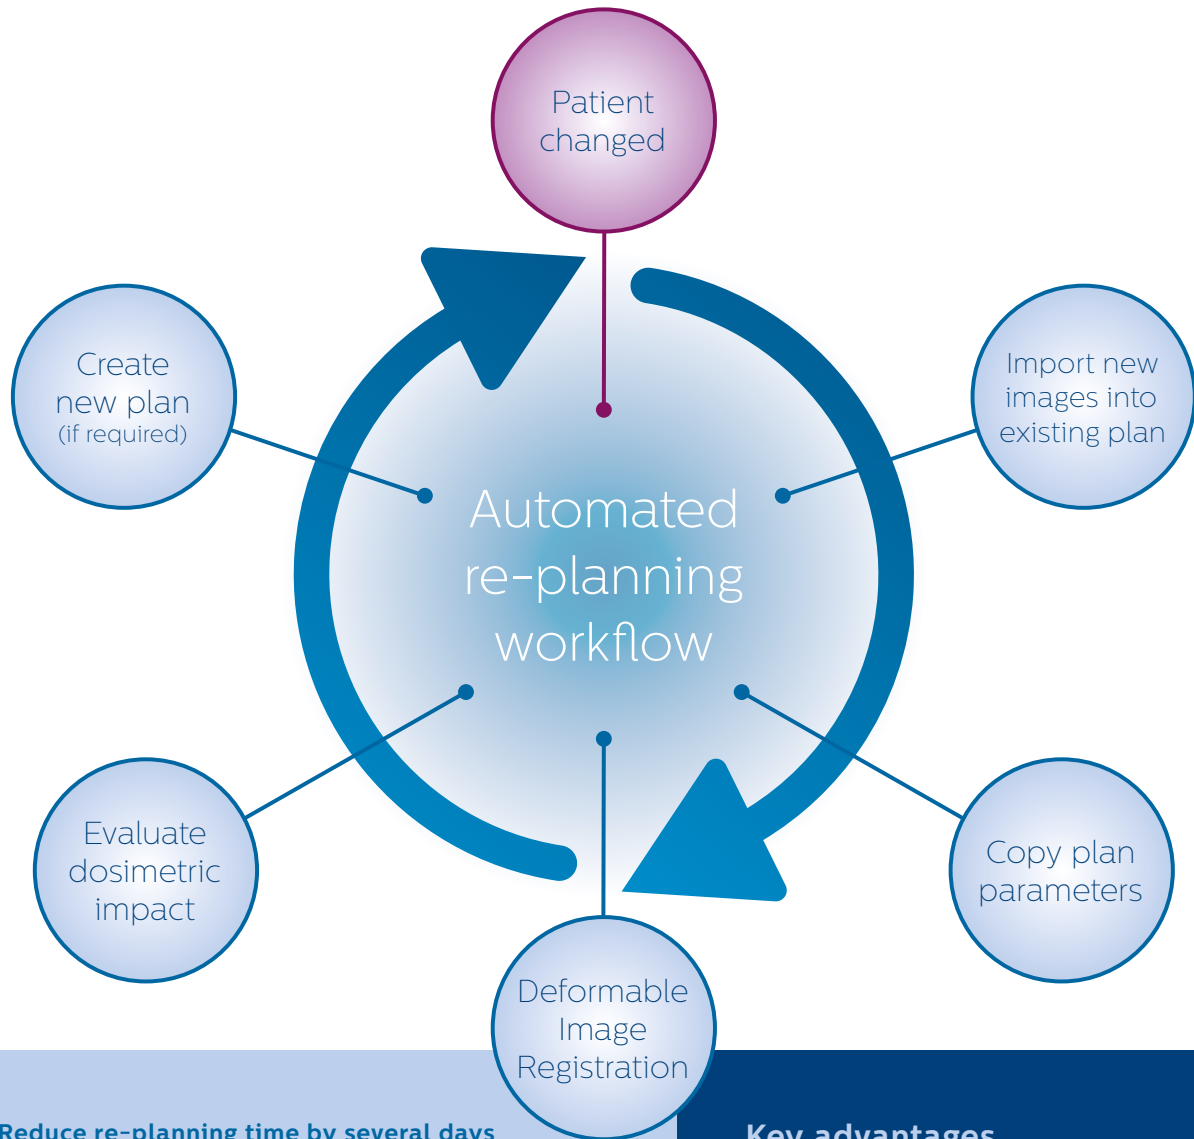 Patient
changed
Import new
images into
existing plan
Copy plan
parameters
Deformable
Image
Registration
Evaluate
dosimetric
impact
Create
new plan
(if required)
Automated
re-planning
workflow
Reduce re-planning time by several days
Key advantages